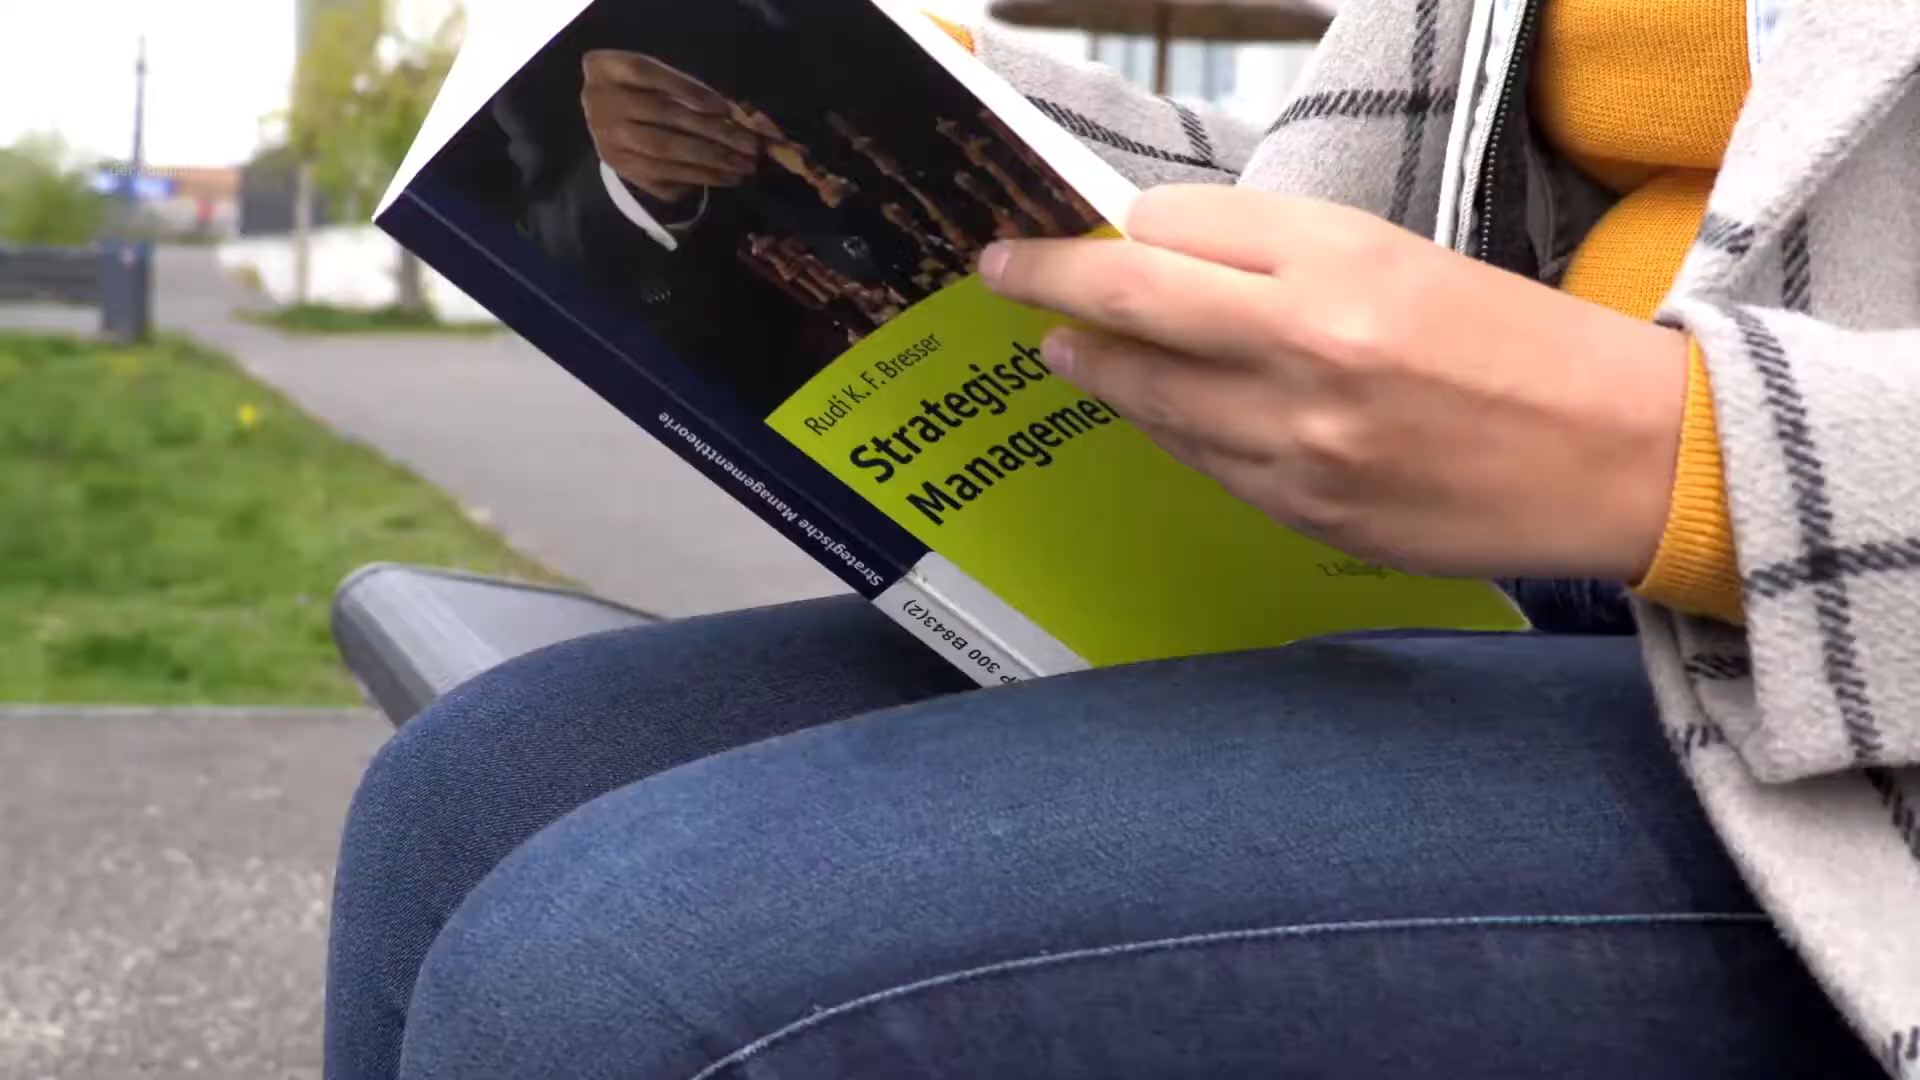 Rudi K. F. Bresser
Strategisch
Managemen
Strategische Managementtheorie
P 300 B843(2)